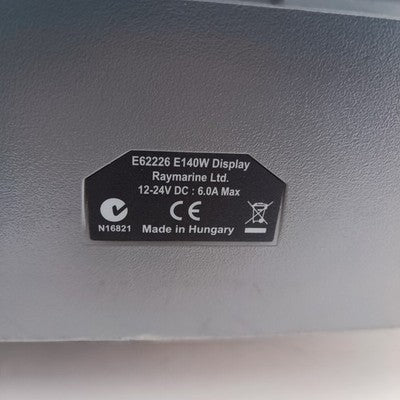 E62226 E140W Display
Raymarine Ltd.
12-24V DC : 6.0A Max
CE
N16821
Made in Hungary